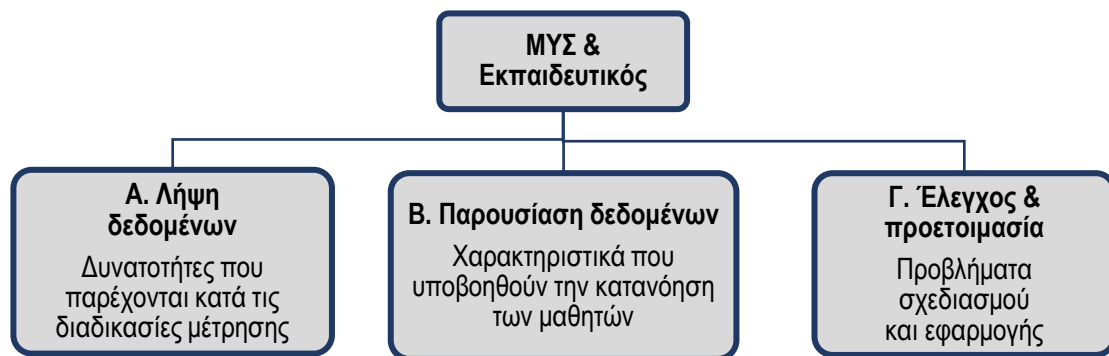 ΜΥΣ &
Εκπαιδευτικός
Α. Λήψη
δεδομένων
Δυνατοτήτες που
παρέχονται κατά τις
διαδικασίες μέτρησης
Β. Παρουσίαση δεδομένων
Χαρακτηριστικά που
υποβοηθούν την κατανόηση
των μαθητών
Γ. Έλεγχος &
προετοιμασία
Προβλήματα
σχεδιασμού
και εφαρμογής